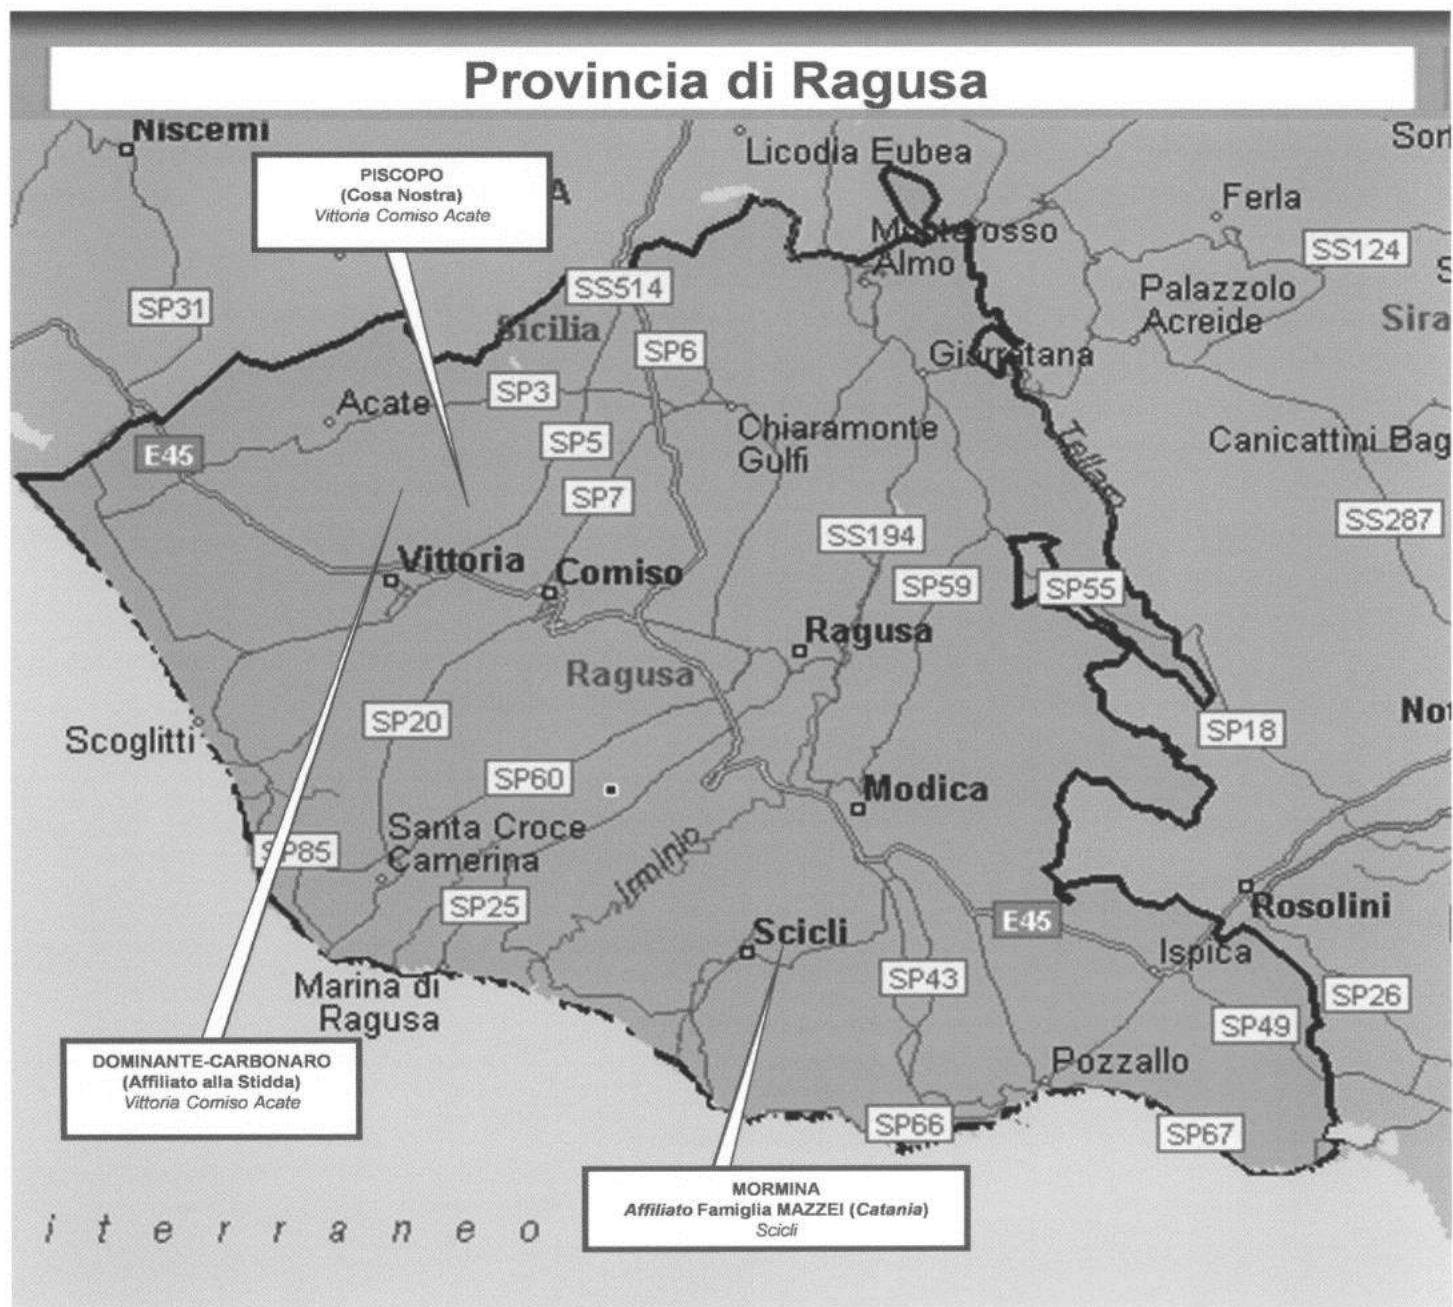 Provincia di Ragusa
Niscemi
Licodia Eubea
PISCOPO
(Cosa Nostra)
Vittoria Comiso Acate
A
Ferla
Monterosso
Almo
SS124
SS514
SP31
Palazzolo
Acreide
Sicilia
SP6
Giarratana
SP3
Acate
Chiaramonte
Gulfi
SP5
E45
Canicattini Bag
Tellaro
SP7
SS287
SS194
Vittoria
Comiso
SP59
SP55
Ragusa
Ragusa
SP20
SP18
Scoglitti
SP60
Modica
Santa Croce
Camerina
SP85
Irminio
SP25
Rosolini
E45
Scicli
Ispica
SP43
Marina di
Ragusa
SP26
SP49
Pozzallo
DOMINANTE-CARBONARO
(Affiliato alla Stidda)
Vittoria Comiso Acate
SP66
SP67
MORMINA
Affiliato Famiglia MAZZEI (Catania)
Scicli
i t e r r a n e o